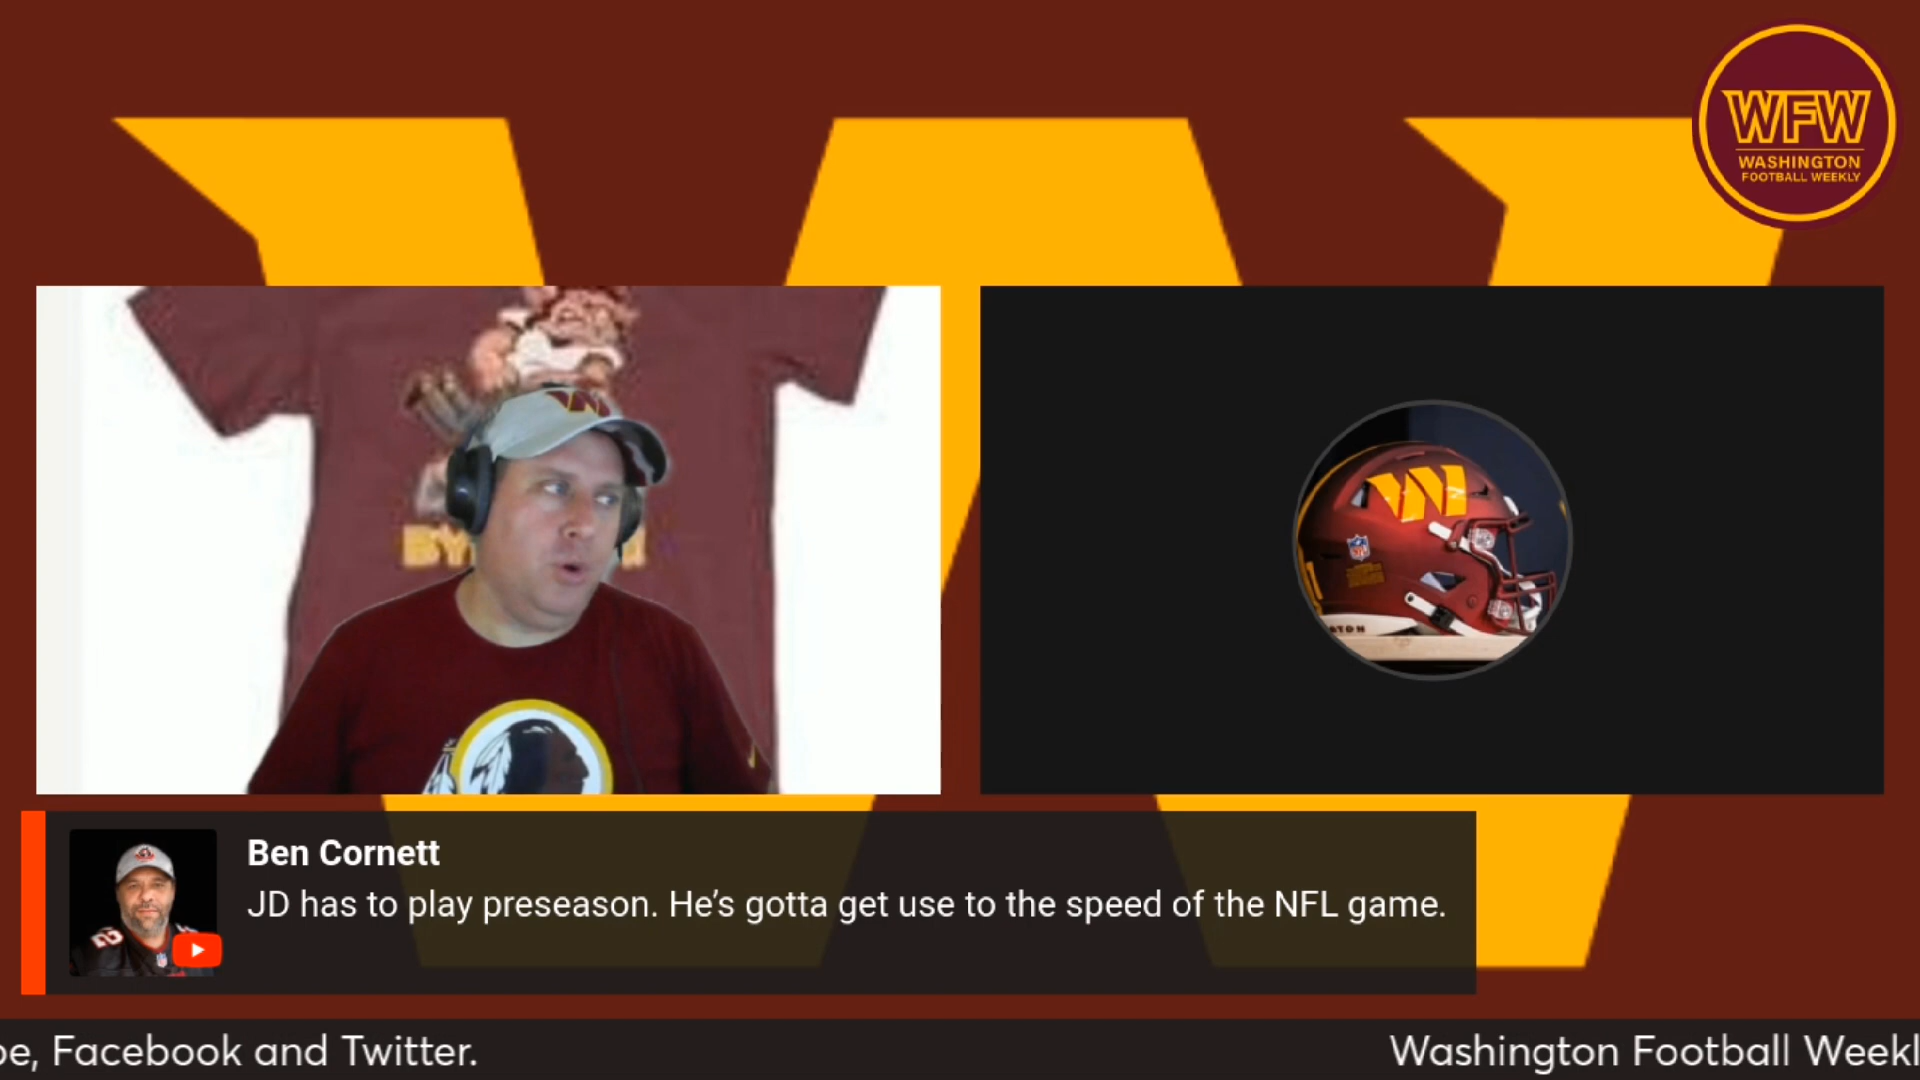 WFW
WASHINGTON
FOOTBALL WEEKLY
Ben Cornett
JD has to play preseason. He’s gotta get use to the speed of the NFL game.
Facebook and Twitter.
Washington Football